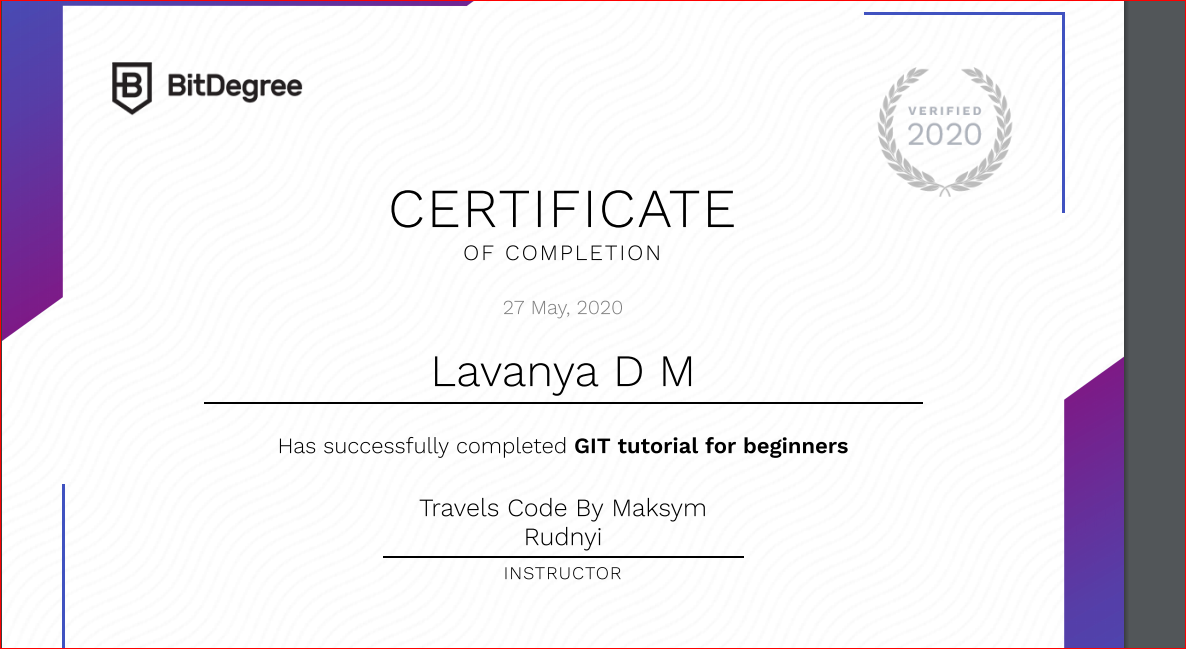 BitDegree
VERIFIED
2020
CERTIFICATE
OF COMPLETION
27 May, 2020
Lavanya D M
Has successfully completed GIT tutorial for beginners
Travels Code By Maksym
Rudnyi
INSTRUCTOR